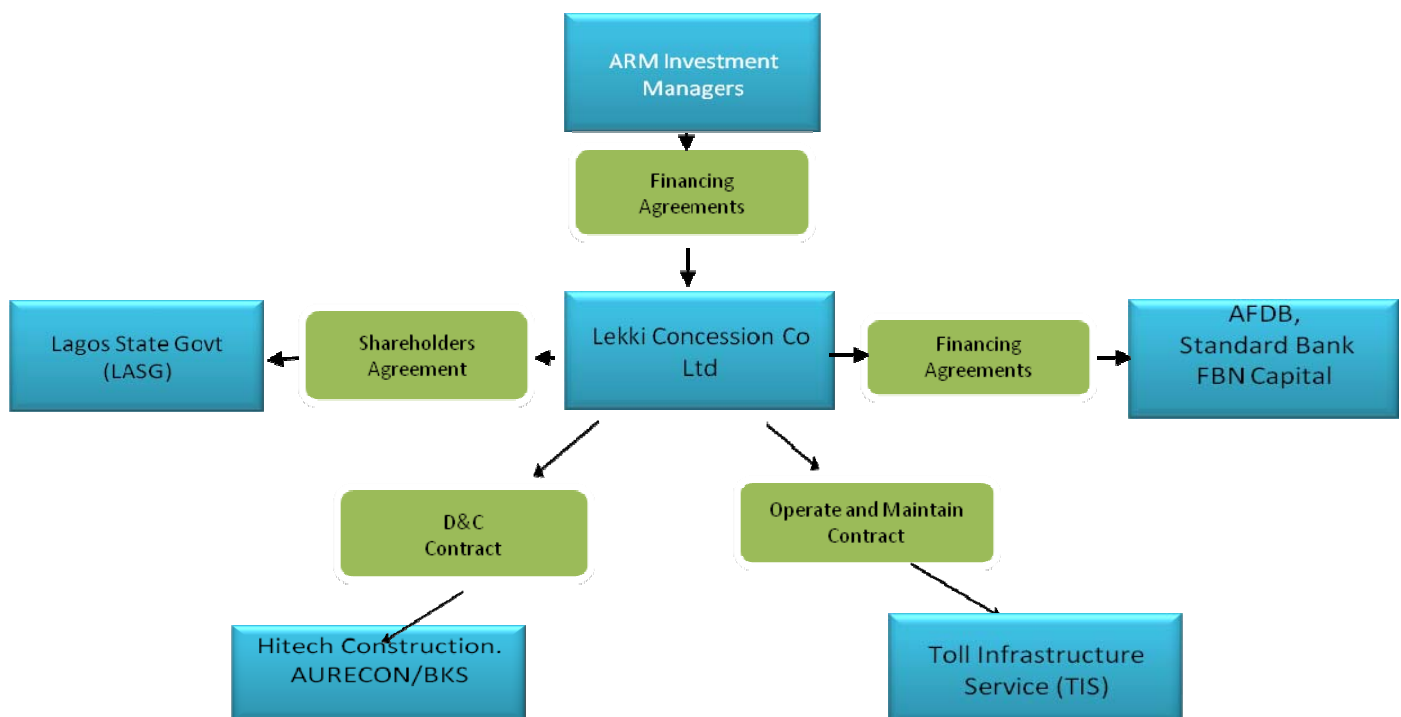 ARM Investment
Managers
Financing
Agreements
Lagos State Govt
(LASG)
Shareholders
Agreement
Lekki Concession Co
Ltd
Financing
Agreements
AFDB,
Standard Bank
FBN Capital
D&C
Contract
Operate and Maintain
Contract
Hitech Construction.
AURECON/BKS
Toll Infrastructure
Service (TIS)